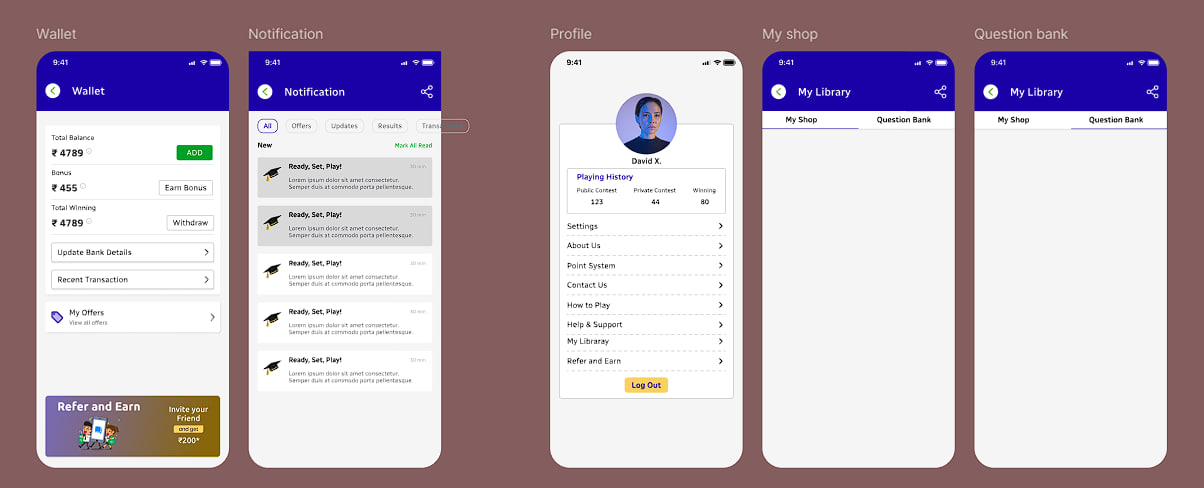 Wallet
9:41
Wallet
Total Balance
₹ 4789
ADD
Bonus
₹ 455
Earn Bonus
Total Winning
₹ 4789
Withdraw
Update Bank Details
Recent Transaction
My Offers
View all offers
Refer and Earn
Invite your
Friend
and get
₹200*
Notification
9:41
Notification
All Offers Updates Results Transaction
New Mark All Read
Ready, Set, Play! 30 min
Lorem ipsum dolor sit amet consectetur.
Semper duis at commodo porta pellentesque.
Ready, Set, Play! 30 min
Lorem ipsum dolor sit amet consectetur.
Semper duis at commodo porta pellentesque.
Ready, Set, Play! 30 min
Lorem ipsum dolor sit amet consectetur.
Semper duis at commodo porta pellentesque.
Ready, Set, Play! 30 min
Lorem ipsum dolor sit amet consectetur.
Semper duis at commodo porta pellentesque.
Ready, Set, Play! 30 min
Lorem ipsum dolor sit amet consectetur.
Semper duis at commodo porta pellentesque.
Profile
9:41
David X.
Playing History
Public Contest Private Contest Winning
123 44 80
Settings
About Us
Point System
Contact Us
How to Play
Help & Support
My Libraray
Refer and Earn
Log Out
My shop
9:41
My Library
My Shop Question Bank
Question bank
9:41
My Library
My Shop Question Bank